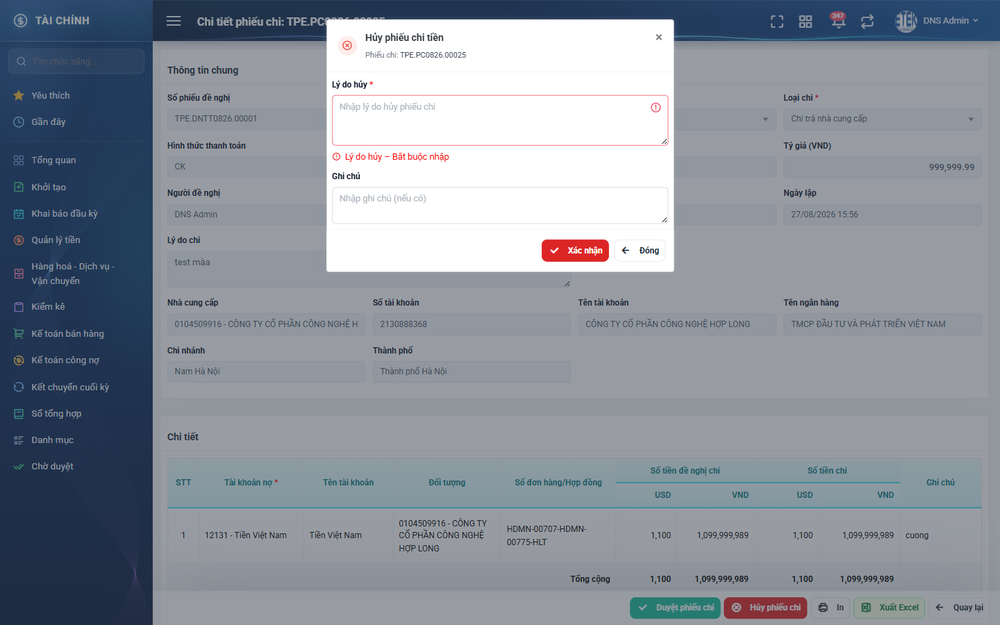 TÀI CHÍNH
Tìm chức năng...
Yêu thích
Gần đây
Tổng quan
Khởi tạo
Khai báo đầu kỳ
Quản lý tiền
Hàng hoá - Dịch vụ -
Vận chuyển
Kiểm kê
Kế toán bán hàng
Kế toán công nợ
Kết chuyển cuối kỳ
Sổ tổng hợp
Danh mục
Chờ duyệt
Chi tiết phiếu chi: TPE.PC0826.00025
347
DNS Admin
Hủy phiếu chi tiền
Phiếu chi: TPE.PC0826.00025
Lý do hủy *
Nhập lý do hủy phiếu chi
Lý do hủy – Bắt buộc nhập
Ghi chú
Nhập ghi chú (nếu có)
Xác nhận
Đóng
Thông tin chung
Số phiếu đề nghị
TPE.DNTT0826.00001
Loại chi *
Chi trả nhà cung cấp
Hình thức thanh toán
CK
Tỷ giá (VND)
999,999.99
Người đề nghị
DNS Admin
Ngày lập
27/08/2026 15:56
Lý do chi
test màa
Nhà cung cấp
0104509916 - CÔNG TY CỔ PHẦN CÔNG NGHỆ H
Số tài khoản
2130888368
Tên tài khoản
CÔNG TY CỔ PHẦN CÔNG NGHỆ HỢP LONG
Tên ngân hàng
TMCP ĐẦU TƯ VÀ PHÁT TRIỂN VIỆT NAM
Chi nhánh
Nam Hà Nội
Thành phố
Thành phố Hà Nội
Chi tiết
STT
Tài khoản nợ *
Tên tài khoản
Đối tượng
Số đơn hàng/Hợp đồng
Số tiền đề nghị chi
Số tiền chi
Ghi chú
USD
VND
USD
VND
1
12131 - Tiền Việt Nam
Tiền Việt Nam
0104509916 - CÔNG TY
CỔ PHẦN CÔNG NGHỆ
HỢP LONG
HDMN-00707-HDMN-
00775-HLT
1,100
1,099,999,989
1,100
1,099,999,989
cuong
Tổng cộng
1,100
1,099,999,989
1,100
1,099,999,989
Duyệt phiếu chi
Hủy phiếu chi
In
Xuất Excel
Quay lại